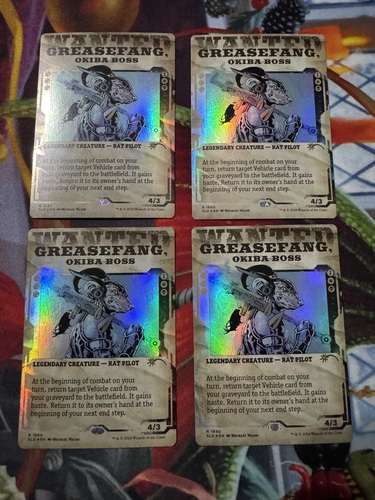 WANTED
GREASEFANG,
OKIBA BOSS
LEGENDARY CREATURE — RAT PILOT
At the beginning of combat on your
turn, return target Vehicle card from
your graveyard to the battlefield. It gains
haste. Return it to its owner's hand at the
beginning of your next end step.
4/3
WANTED
GREASEFANG,
OKIBA BOSS
LEGENDARY CREATURE — RAT PILOT
At the beginning of combat on your
turn, return target Vehicle card from
your graveyard to the battlefield. It gains
haste. Return it to its owner's hand at the
beginning of your next end step.
4/3
WANTED
GREASEFANG,
OKIBA BOSS
LEGENDARY CREATURE — RAT PILOT
At the beginning of combat on your
turn, return target Vehicle card from
your graveyard to the battlefield. It gains
haste. Return it to its owner's hand at the
beginning of your next end step.
4/3
WANTED
GREASEFANG,
OKIBA BOSS
LEGENDARY CREATURE — RAT PILOT
At the beginning of combat on your
turn, return target Vehicle card from
your graveyard to the battlefield. It gains
haste. Return it to its owner's hand at the
beginning of your next end step.
4/3